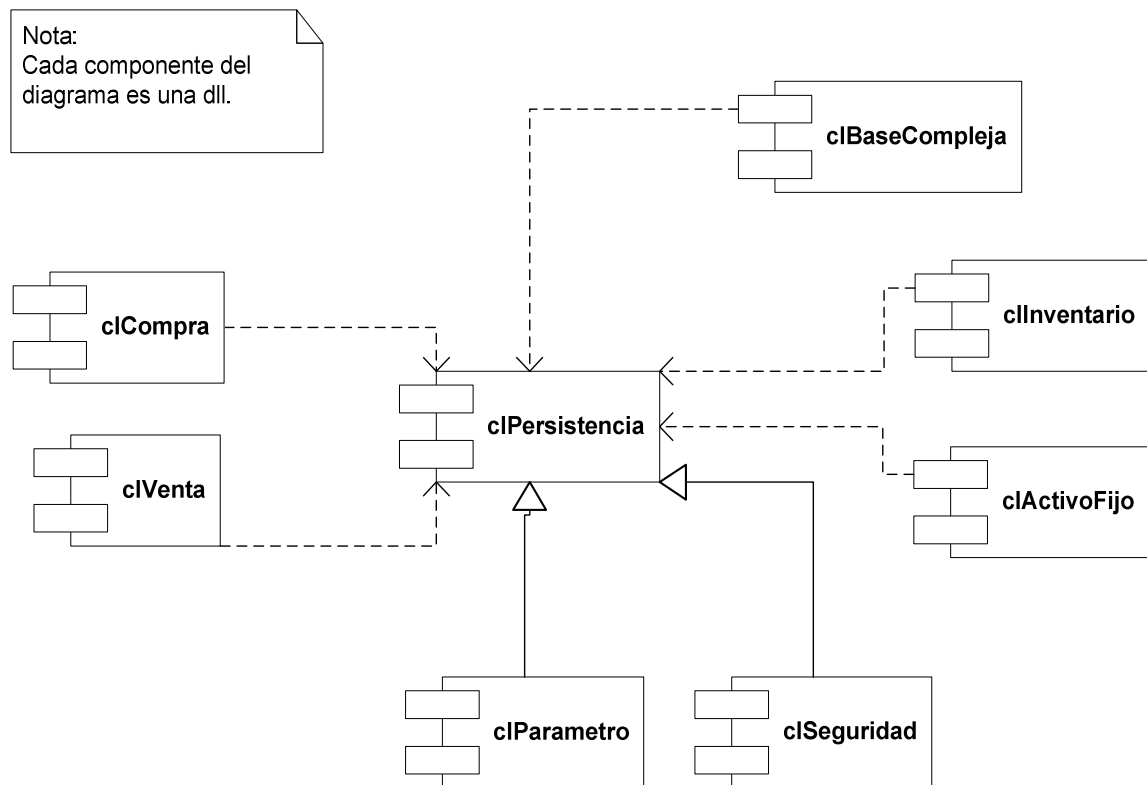 Nota:
Cada componente del
diagrama es una dll.
clBaseCompleja
clCompra
clInventario
clPersistencia
clVenta
clActivoFijo
clParametro
clSeguridad